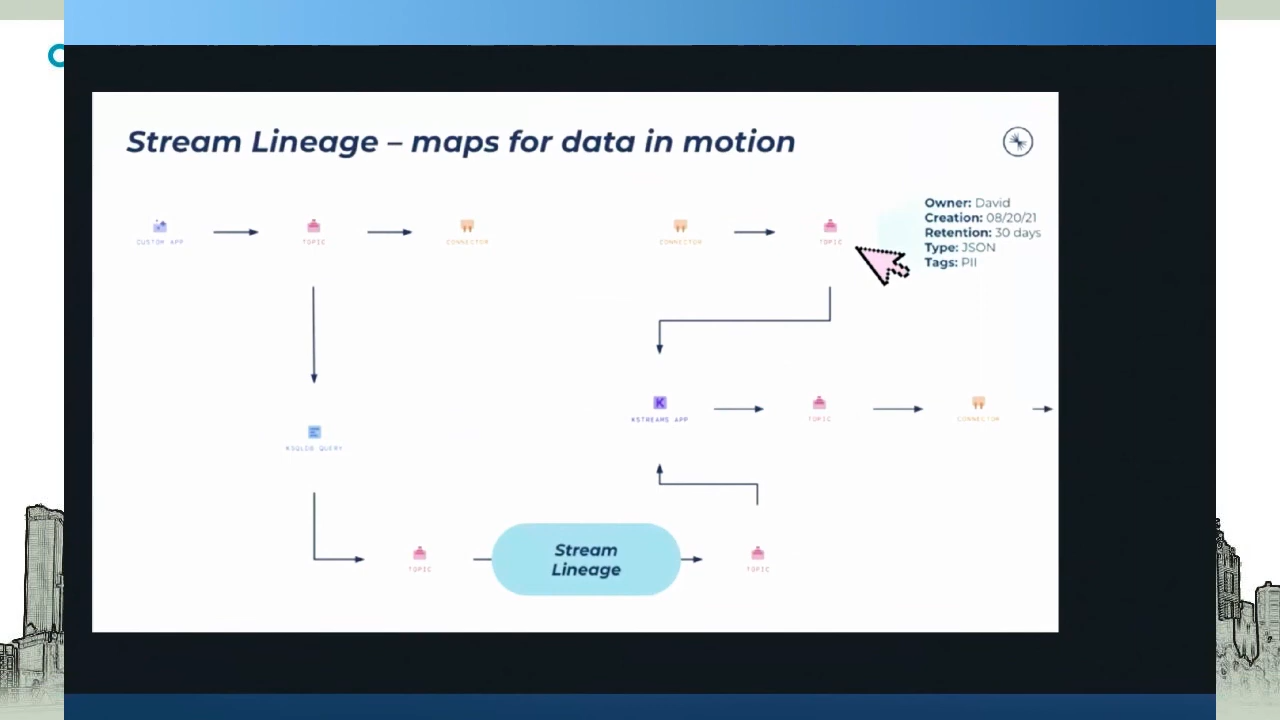 Stream Lineage – maps for data in motion
Owner: David
Creation: 08/20/21
Retention: 30 days
Type: JSON
Tags: PII
CUSTOM APP
TOPIC
CONNECTOR
CONNECTOR
TOPIC
K
KSTREAMS APP
TOPIC
CONNECTOR
KSQLDB QUERY
TOPIC
Stream
Lineage
TOPIC